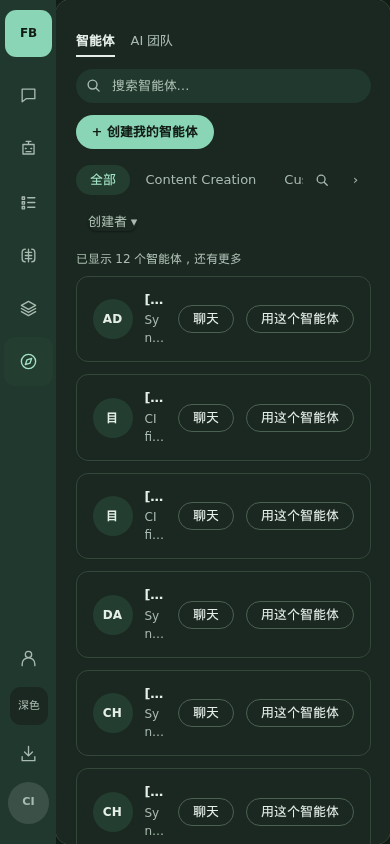 FB
智能体 AI 团队
搜索智能体...
+ 创建我的智能体
全部 Content Creation Cu
创建者 ▾
已显示 12 个智能体，还有更多
AD [... 聊天 用这个智能体
Sy
n...
目 [... 聊天 用这个智能体
CI
fi...
目 [... 聊天 用这个智能体
CI
fi...
DA [... 聊天 用这个智能体
Sy
n...
CH [... 聊天 用这个智能体
Sy
n...
CH [... 聊天 用这个智能体
Sy
n...
深色
CI